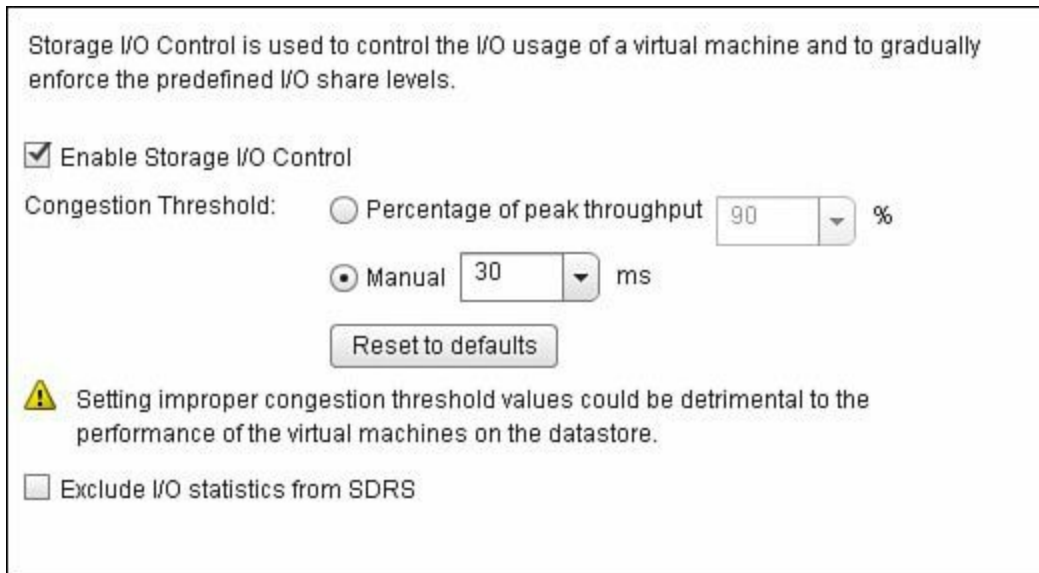 Storage I/O Control is used to control the I/O usage of a virtual machine and to gradually
enforce the predefined I/O share levels.
Enable Storage I/O Control
Congestion Threshold: Percentage of peak throughput 90 %
Manual 30 ms
Reset to defaults
Setting improper congestion threshold values could be detrimental to the
performance of the virtual machines on the datastore.
Exclude I/O statistics from SDRS